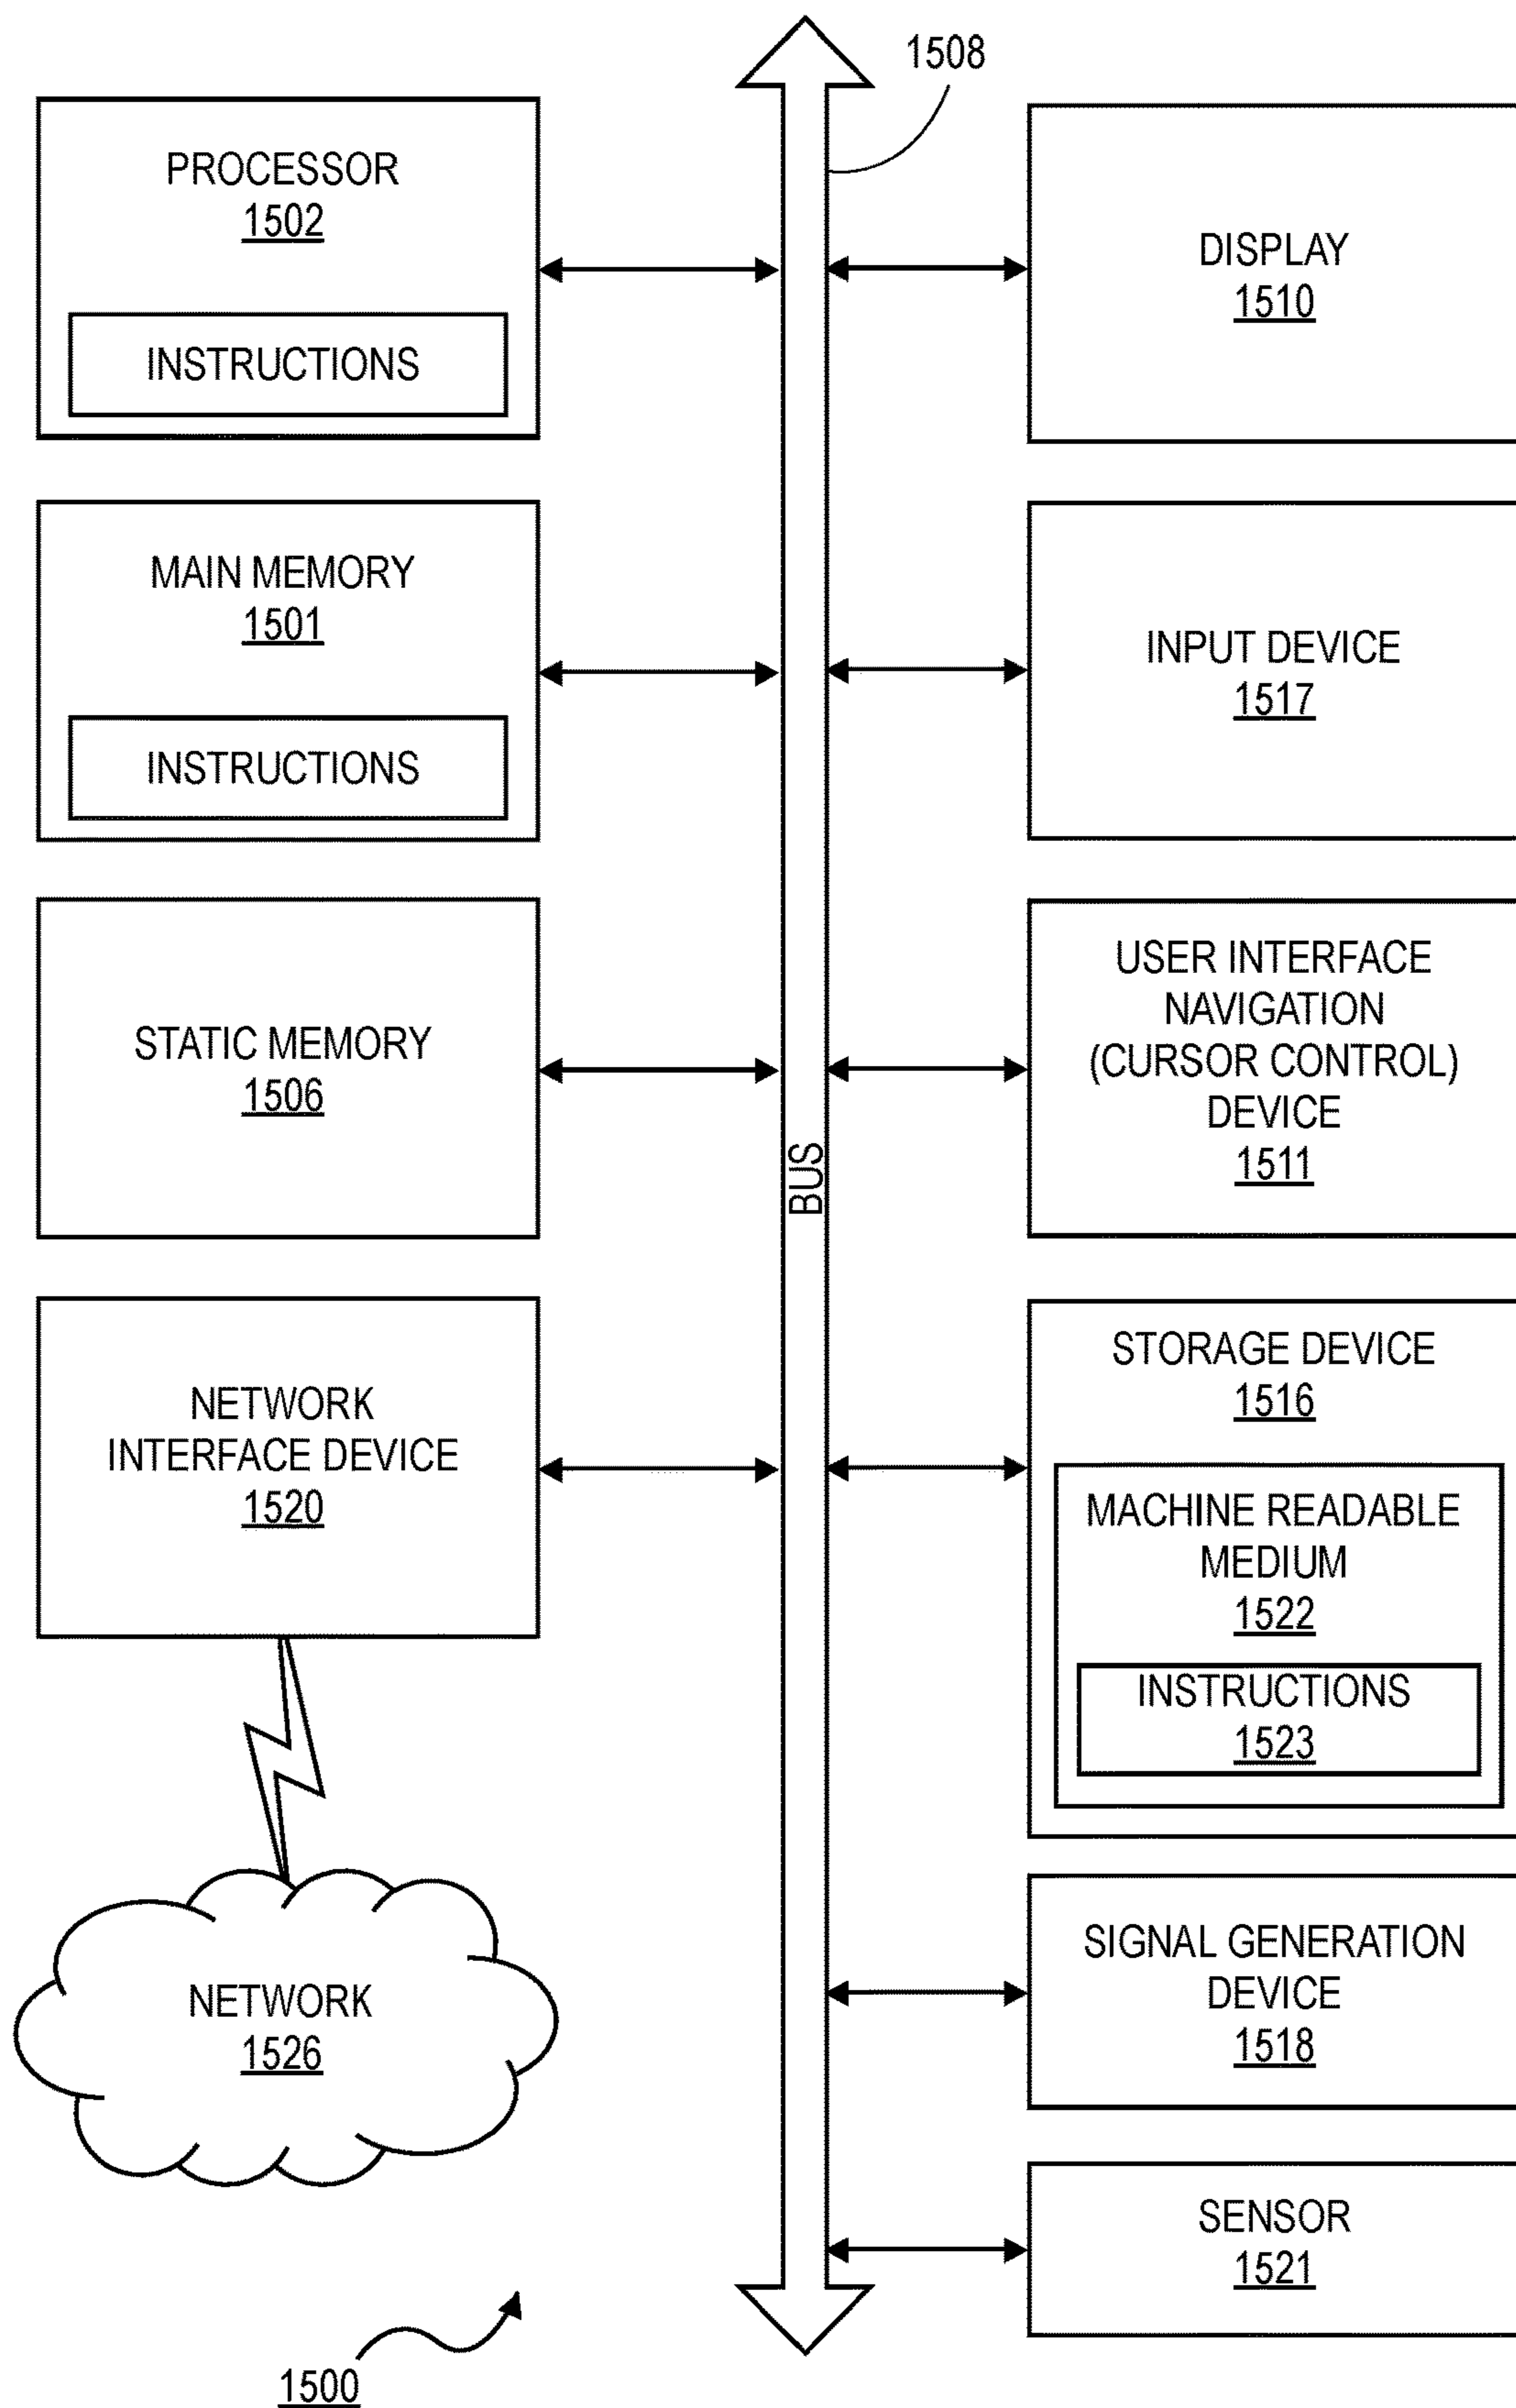 1508
PROCESSOR
1502
INSTRUCTIONS
MAIN MEMORY
1501
INSTRUCTIONS
STATIC MEMORY
1506
NETWORK
INTERFACE DEVICE
1520
NETWORK
1526
1500
BUS
DISPLAY
1510
INPUT DEVICE
1517
USER INTERFACE
NAVIGATION
(CURSOR CONTROL)
DEVICE
1511
STORAGE DEVICE
1516
MACHINE READABLE
MEDIUM
1522
INSTRUCTIONS
1523
SIGNAL GENERATION
DEVICE
1518
SENSOR
1521